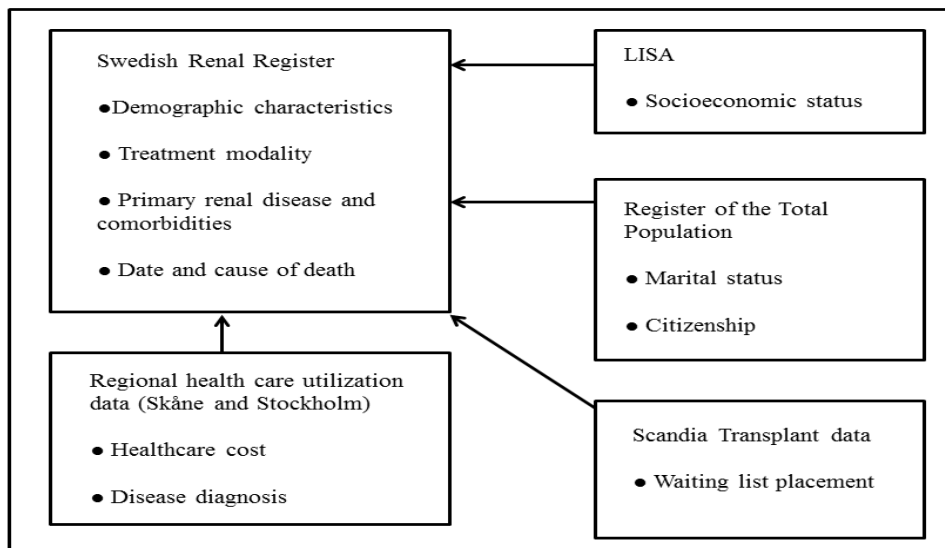 Swedish Renal Register
●Demographic characteristics
● Treatment modality
● Primary renal disease and
comorbidities
● Date and cause of death
LISA
● Socioeconomic status
Register of the Total
Population
● Marital status
● Citizenship
Regional health care utilization
data (Skåne and Stockholm)
● Healthcare cost
● Disease diagnosis
Scandia Transplant data
● Waiting list placement